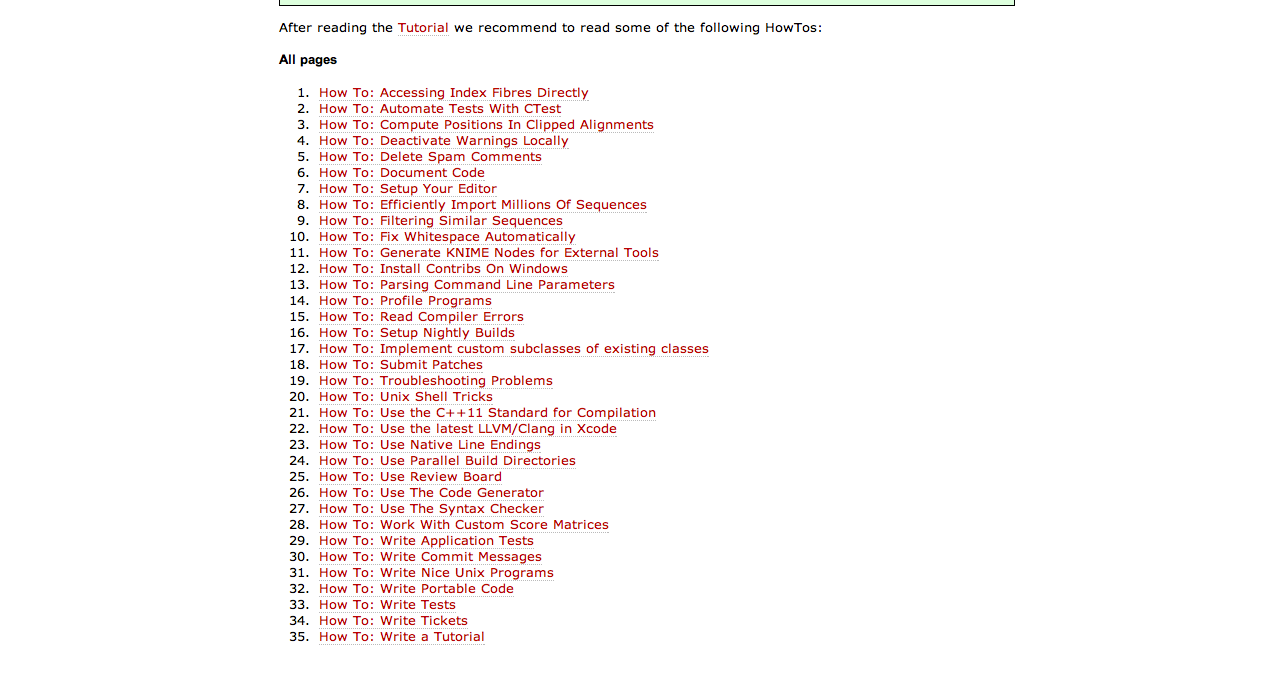 After reading the Tutorial we recommend to read some of the following HowTos:
All pages
1. How To: Accessing Index Fibres Directly
2. How To: Automate Tests With CTest
3. How To: Compute Positions In Clipped Alignments
4. How To: Deactivate Warnings Locally
5. How To: Delete Spam Comments
6. How To: Document Code
7. How To: Setup Your Editor
8. How To: Efficiently Import Millions Of Sequences
9. How To: Filtering Similar Sequences
10. How To: Fix Whitespace Automatically
11. How To: Generate KNIME Nodes for External Tools
12. How To: Install Contribs On Windows
13. How To: Parsing Command Line Parameters
14. How To: Profile Programs
15. How To: Read Compiler Errors
16. How To: Setup Nightly Builds
17. How To: Implement custom subclasses of existing classes
18. How To: Submit Patches
19. How To: Troubleshooting Problems
20. How To: Unix Shell Tricks
21. How To: Use the C++11 Standard for Compilation
22. How To: Use the latest LLVM/Clang in Xcode
23. How To: Use Native Line Endings
24. How To: Use Parallel Build Directories
25. How To: Use Review Board
26. How To: Use The Code Generator
27. How To: Use The Syntax Checker
28. How To: Work With Custom Score Matrices
29. How To: Write Application Tests
30. How To: Write Commit Messages
31. How To: Write Nice Unix Programs
32. How To: Write Portable Code
33. How To: Write Tests
34. How To: Write Tickets
35. How To: Write a Tutorial